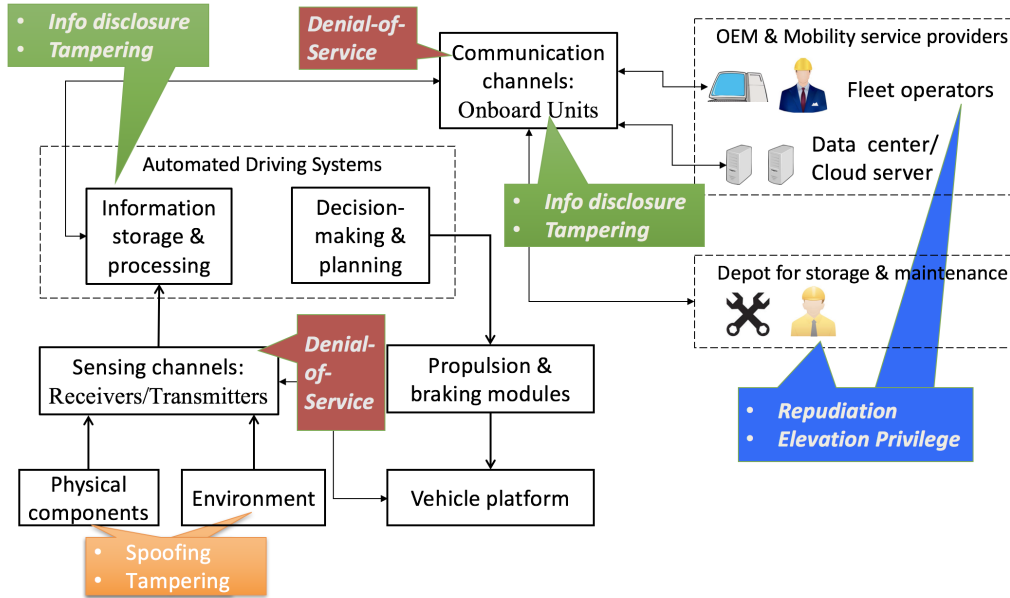 • Info disclosure
• Tampering
Denial-of-
Service
Communication
channels:
Onboard Units
OEM & Mobility service providers
Fleet operators
Data center/
Cloud server
Automated Driving Systems
Information
storage &
processing
Decision-
making &
planning
• Info disclosure
• Tampering
Depot for storage & maintenance
Sensing channels:
Receivers/Transmitters
Denial-
of-
Service
Propulsion &
braking modules
• Repudiation
• Elevation Privilege
Physical
components
Environment
Vehicle platform
• Spoofing
• Tampering